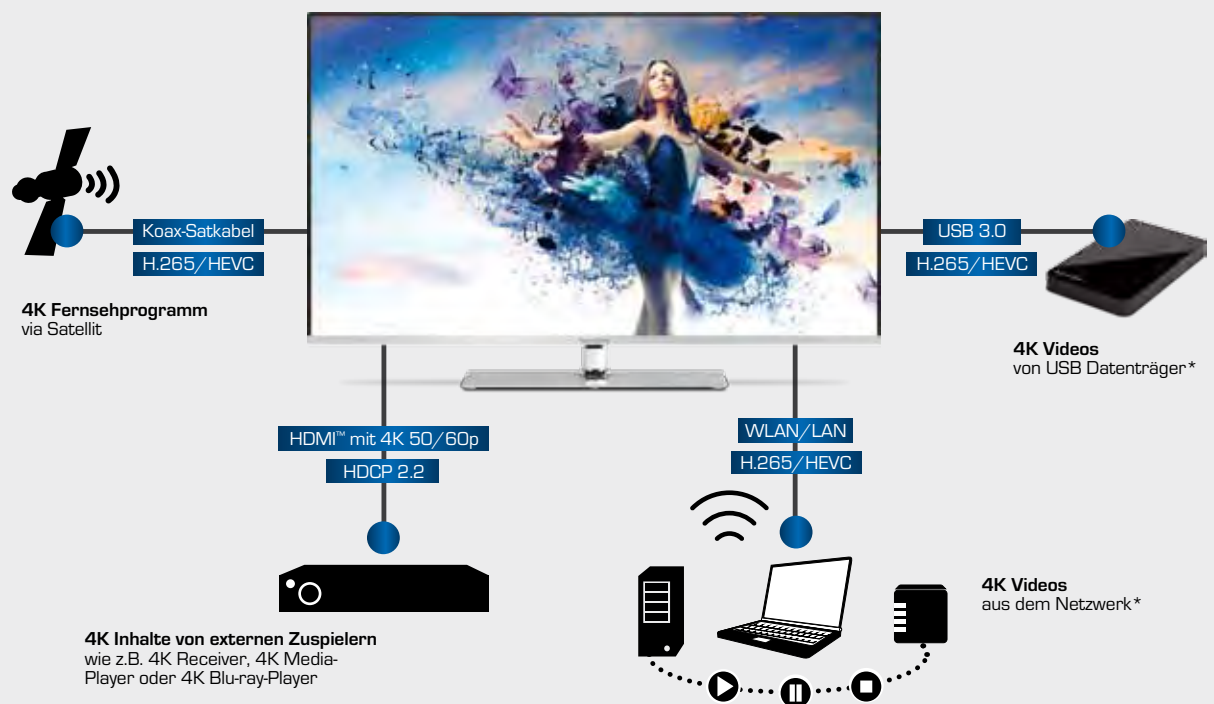 Koax-Satkabel
H.265/HEVC
4K Fernsehprogramm
via Satellit
USB 3.0
H.265/HEVC
4K Videos
von USB Datenträger*
HDMI™ mit 4K 50/60p
HDCP 2.2
4K Inhalte von externen Zuspielern
wie z.B. 4K Receiver, 4K Media-
Player oder 4K Blu-ray-Player
WLAN/LAN
H.265/HEVC
4K Videos
aus dem Netzwerk*